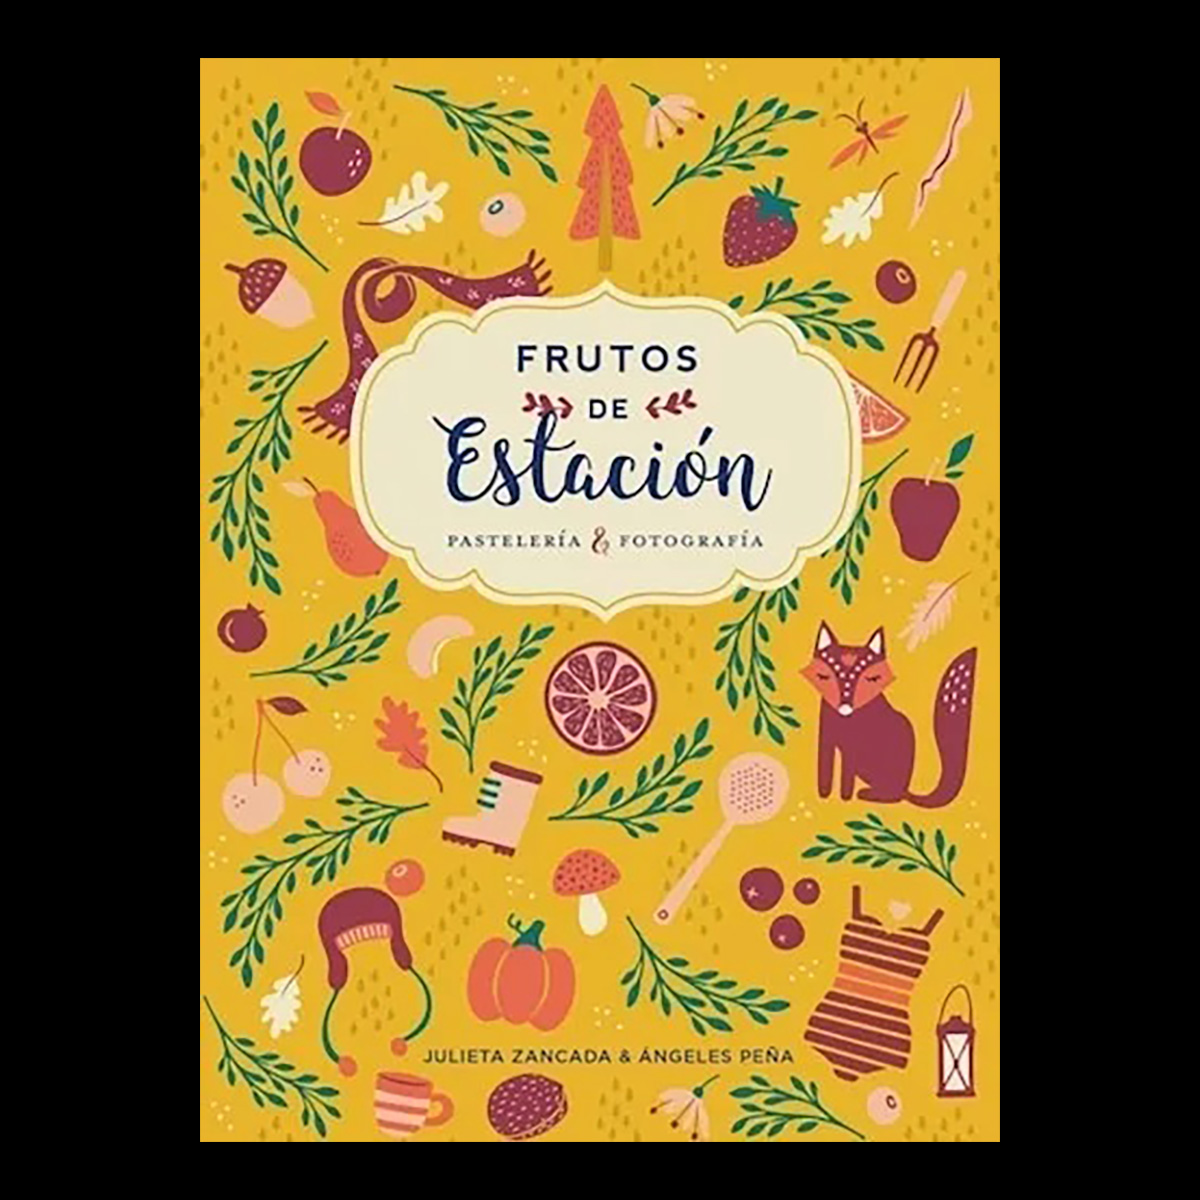 FRUTOS
DE
Estación
PASTELERÍA & FOTOGRAFÍA
JULIETA ZANCADA & ÁNGELES PEÑA